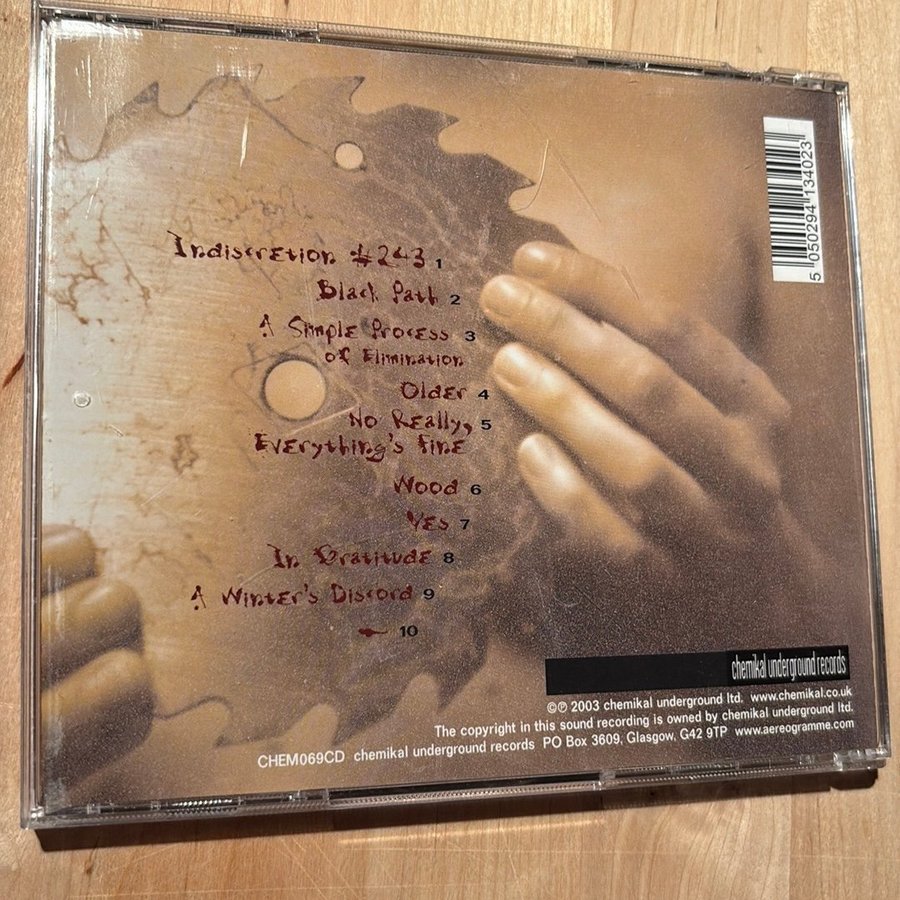 Indiscretion #243 1
Black Path 2
A Simple Process 3
of Elimination
Older 4
No Really, 5
Everything's Fine
Wood 6
Yes 7
In Gratitude 8
A Winter's Discord 9
- 10
5 050294 134023
chemikal underground records
©℗ 2003 chemikal underground ltd. www.chemikal.co.uk
The copyright in this sound recording is owned by chemikal underground ltd.
CHEM069CD chemikal underground records PO Box 3609, Glasgow, G42 9TP www.aereogramme.com